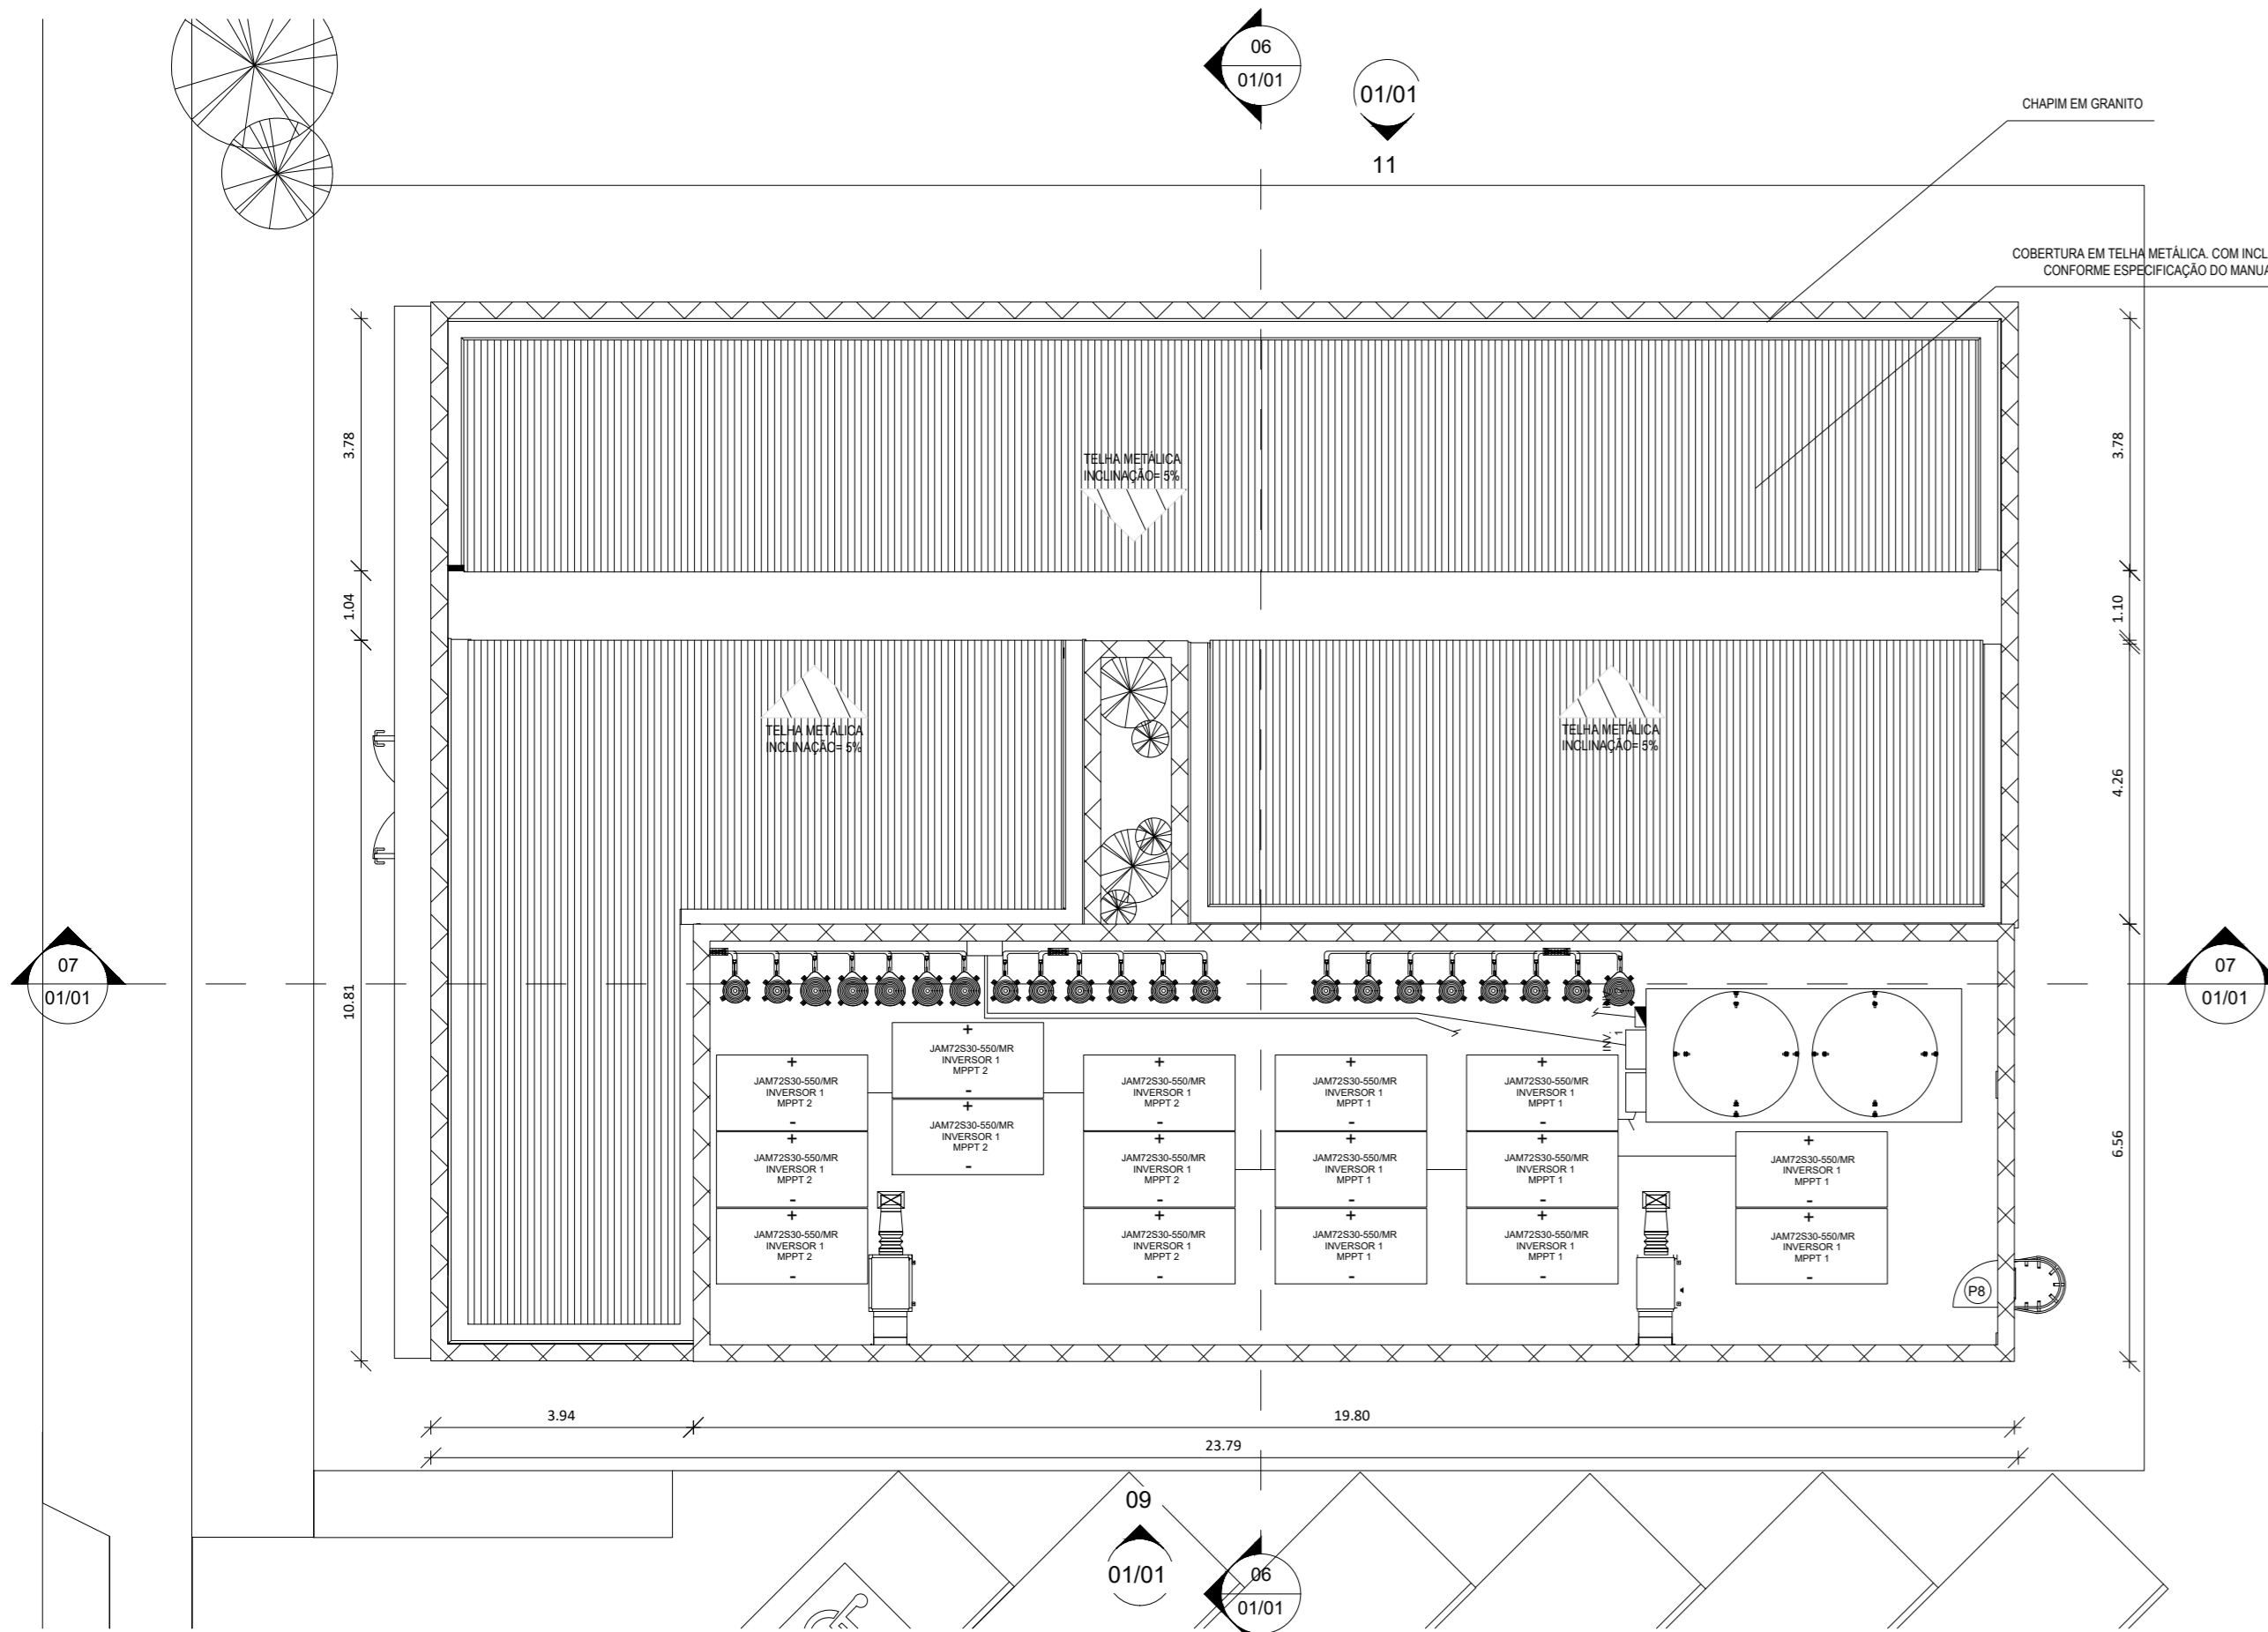 06
01/01
01/01
11
CHAPIM EM GRANITO
COBERTURA EM TELHA METÁLICA. COM INCL
CONFORME ESPECIFICAÇÃO DO MANUA
3.78
3.78
TELHA METÁLICA
INCLINAÇÃO= 5%
1.04
1.10
TELHA METÁLICA
INCLINAÇÃO= 5%
TELHA METÁLICA
INCLINAÇÃO= 5%
4.26
07
01/01
07
01/01
10.81
INV.
1
JAM72S30-550/MR
INVERSOR 1
MPPT 2
JAM72S30-550/MR
INVERSOR 1
MPPT 2
JAM72S30-550/MR
INVERSOR 1
MPPT 2
JAM72S30-550/MR
INVERSOR 1
MPPT 1
JAM72S30-550/MR
INVERSOR 1
MPPT 1
JAM72S30-550/MR
INVERSOR 1
MPPT 2
6.56
JAM72S30-550/MR
INVERSOR 1
MPPT 2
JAM72S30-550/MR
INVERSOR 1
MPPT 2
JAM72S30-550/MR
INVERSOR 1
MPPT 1
JAM72S30-550/MR
INVERSOR 1
MPPT 1
JAM72S30-550/MR
INVERSOR 1
MPPT 1
JAM72S30-550/MR
INVERSOR 1
MPPT 2
JAM72S30-550/MR
INVERSOR 1
MPPT 2
JAM72S30-550/MR
INVERSOR 1
MPPT 1
JAM72S30-550/MR
INVERSOR 1
MPPT 1
JAM72S30-550/MR
INVERSOR 1
MPPT 1
P8
3.94
19.80
23.79
09
01/01
06
01/01